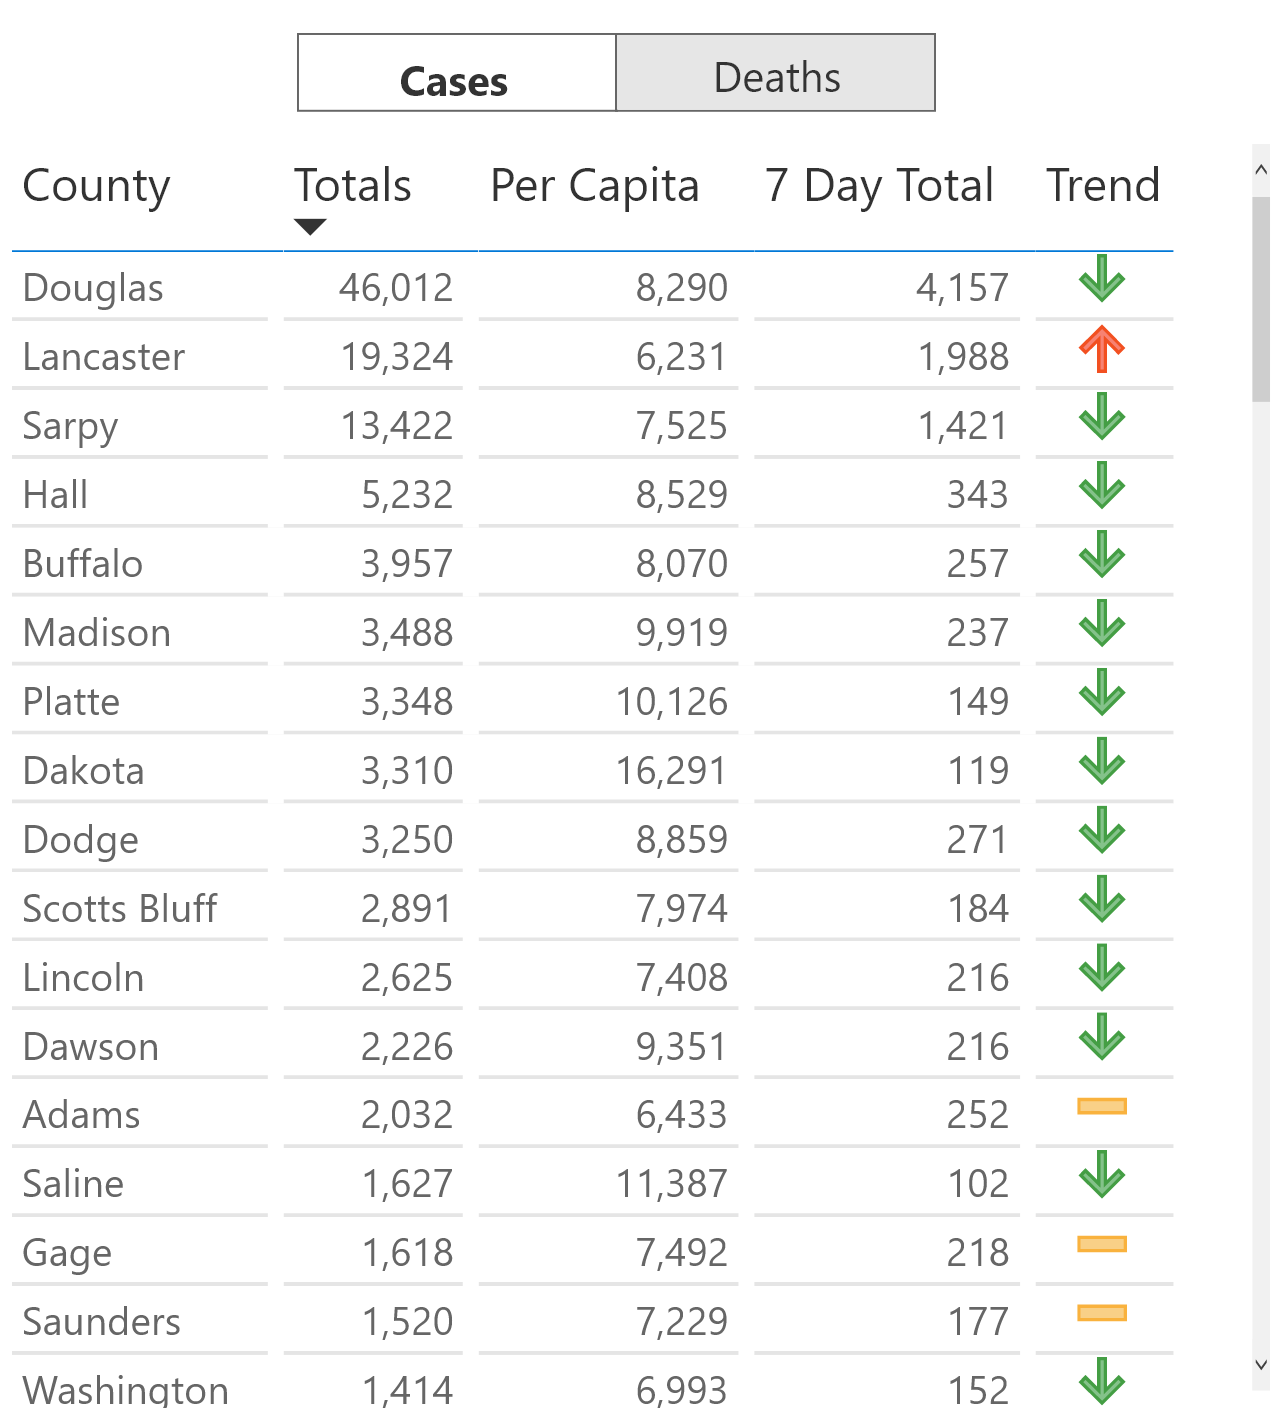 Cases Deaths
County Totals Per Capita 7 Day Total Trend
Douglas 46,012 8,290 4,157
Lancaster 19,324 6,231 1,988
Sarpy 13,422 7,525 1,421
Hall 5,232 8,529 343
Buffalo 3,957 8,070 257
Madison 3,488 9,919 237
Platte 3,348 10,126 149
Dakota 3,310 16,291 119
Dodge 3,250 8,859 271
Scotts Bluff 2,891 7,974 184
Lincoln 2,625 7,408 216
Dawson 2,226 9,351 216
Adams 2,032 6,433 252
Saline 1,627 11,387 102
Gage 1,618 7,492 218
Saunders 1,520 7,229 177
Washington 1,414 6,993 152